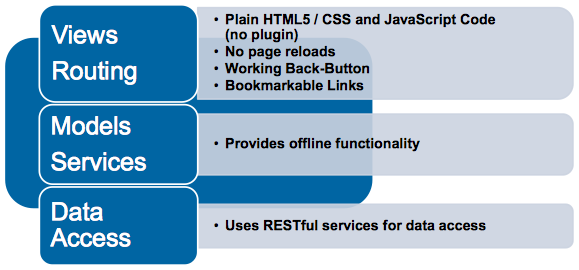 Views
Routing
• Plain HTML5 / CSS and JavaScript Code
(no plugin)
• No page reloads
• Working Back-Button
• Bookmarkable Links
Models
Services
• Provides offline functionality
Data
Access
• Uses RESTful services for data access